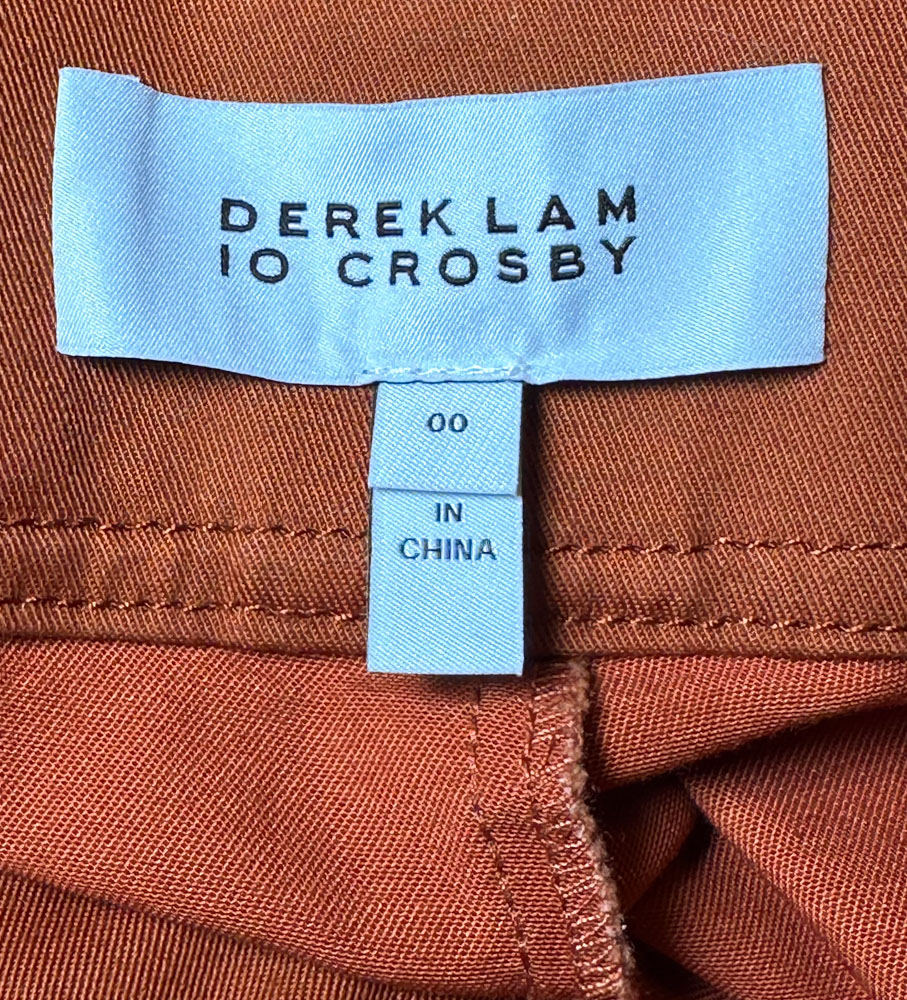 DEREK LAM
10 CROSBY
00
IN
CHINA